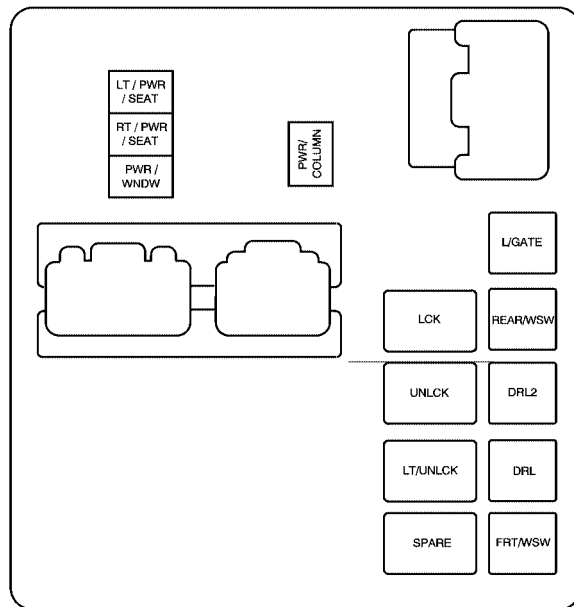 LT / PWR
/ SEAT
RT / PWR
/ SEAT
PWR /
WNDW
PWR/
COLUMN
L/GATE
LCK
REAR/WSW
UNLCK
DRL2
LT/UNLCK
DRL
SPARE
FRT/WSW